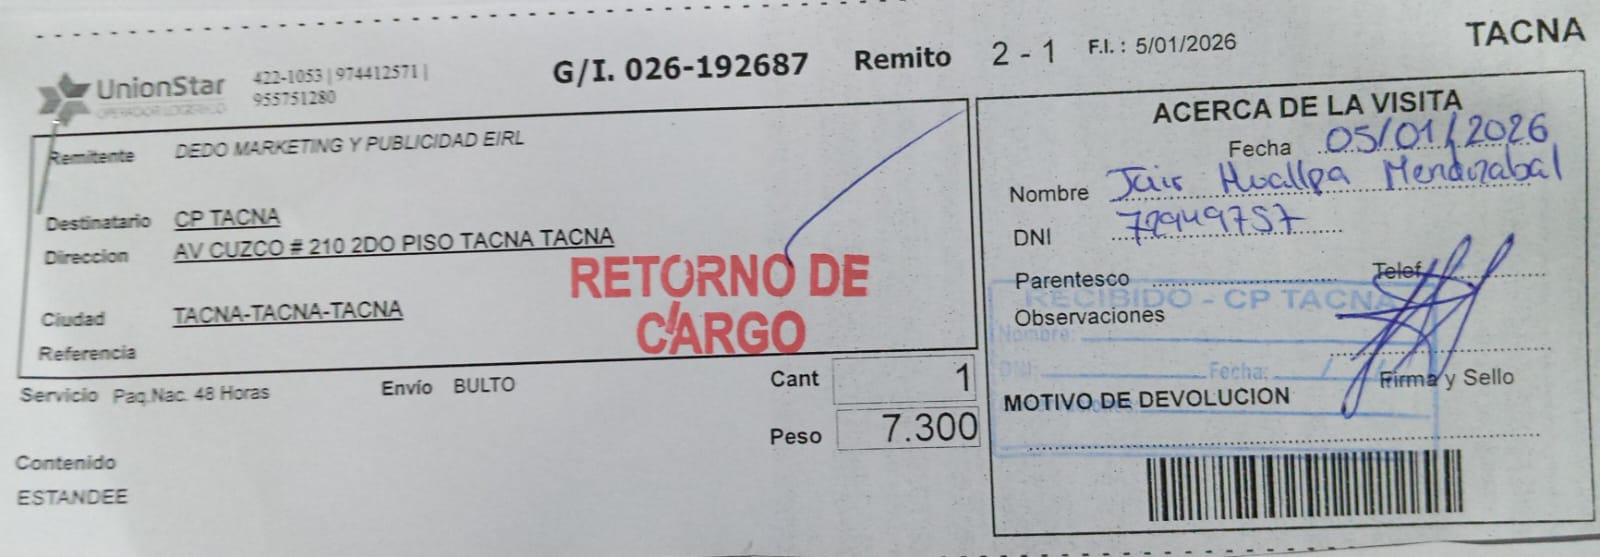 UnionStar
OPERADOR LOGISTICO
422-1053 | 974412571 |
955751280
G/I. 026-192687 Remito 2 - 1 F.I. : 5/01/2026 TACNA
Remitente DEDO MARKETING Y PUBLICIDAD EIRL
Destinatario CP TACNA
Direccion AV CUZCO # 210 2DO PISO TACNA TACNA
Ciudad TACNA-TACNA-TACNA
Referencia
RETORNO DE
CARGO
Servicio Paq.Nac. 48 Horas Envío BULTO
Cant 1
Peso 7.300
Contenido
ESTANDEE
ACERCA DE LA VISITA
Fecha 05/01/2026
Nombre Jair Huallpa Mendizabal
DNI 72949757
Parentesco Telef
RECIBIDO - CP TACNA
Observaciones
Nombre:
DNI: Fecha: / /
Firma y Sello
MOTIVO DE DEVOLUCION